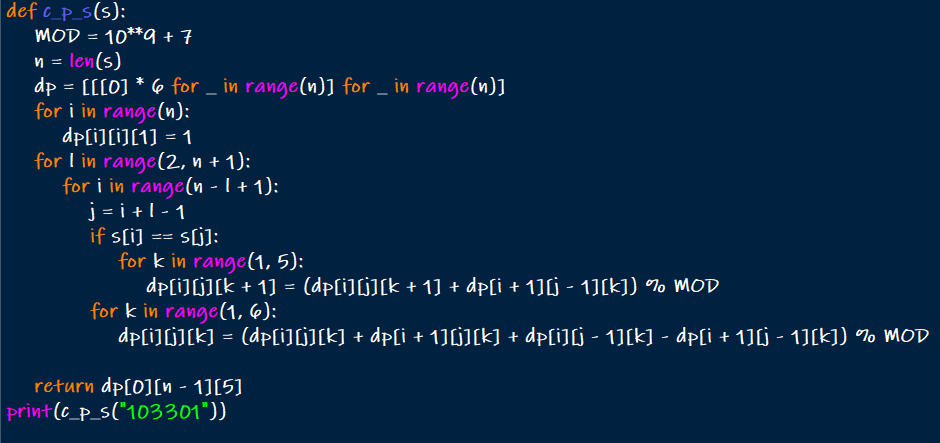 def c_p_s(s):
    MOD = 10**9 + 7
    n = len(s)
    dp = [[[0] * 6 for _ in range(n)] for _ in range(n)]
    for i in range(n):
        dp[i][i][1] = 1
    for l in range(2, n + 1):
        for i in range(n - l + 1):
            j = i + l - 1
            if s[i] == s[j]:
                for k in range(1, 5):
                    dp[i][j][k + 1] = (dp[i][j][k + 1] + dp[i + 1][j - 1][k]) % MOD
            for k in range(1, 6):
                dp[i][j][k] = (dp[i][j][k] + dp[i + 1][j][k] + dp[i][j - 1][k] - dp[i + 1][j - 1][k]) % MOD
    return dp[0][n - 1][5]
print(c_p_s("103301"))